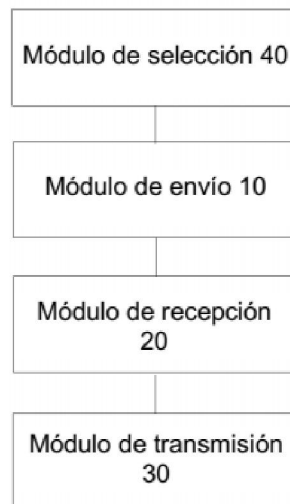 Módulo de selección 40
Módulo de envío 10
Módulo de recepción
20
Módulo de transmisión
30